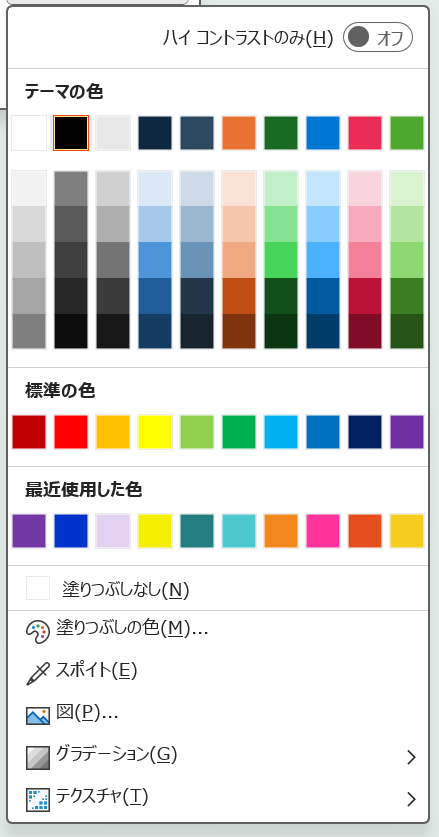 ハイ コントラストのみ(H) オフ
テーマの色
標準の色
最近使用した色
塗りつぶしなし(N)
塗りつぶしの色(M)...
スポイト(E)
図(P)...
グラデーション(G)
テクスチャ(T)